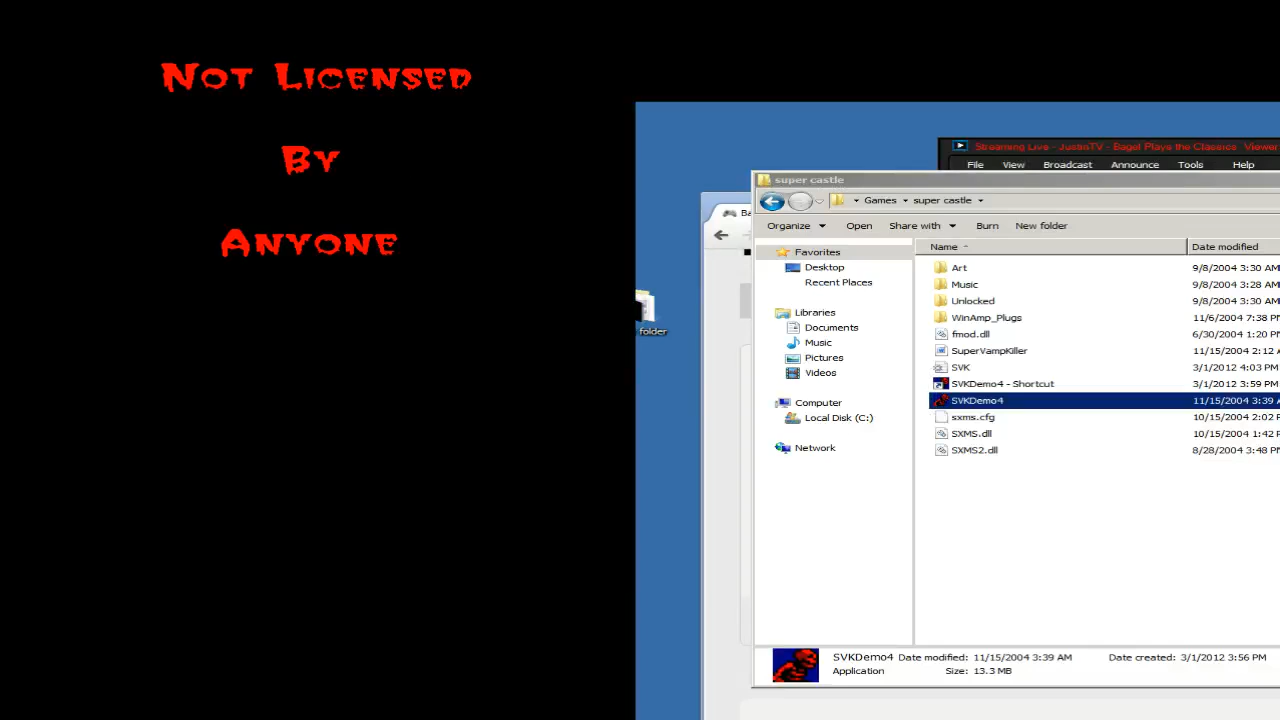 Not Licensed
By
Anyone
Streaming Live - JustinTV - Bagel Plays the Classics Viewer
File View Broadcast Announce Tools Help
super castle
Games super castle
Ba
Organize Open Share with Burn New folder
Name Date modified
Favorites
Desktop
Recent Places
Libraries
Documents
Music
Pictures
Videos
Computer
Local Disk (C:)
Network
folder
Art 9/8/2004 3:30 AM
Music 9/8/2004 3:28 AM
Unlocked 9/8/2004 3:30 AM
WinAmp_Plugs 11/6/2004 7:38 P
fmod.dll 6/30/2004 1:20 P
SuperVampKiller 11/15/2004 2:12 A
SVK 3/1/2012 4:03 PM
SVKDemo4 - Shortcut 3/1/2012 3:59 PM
SVKDemo4 11/15/2004 3:39 A
sxms.cfg 10/15/2004 2:02 P
SXMS.dll 10/15/2004 1:42 P
SXMS2.dll 8/28/2004 3:48 P
SVKDemo4 Date modified: 11/15/2004 3:39 AM Date created: 3/1/2012 3:56 PM
Application Size: 13.3 MB